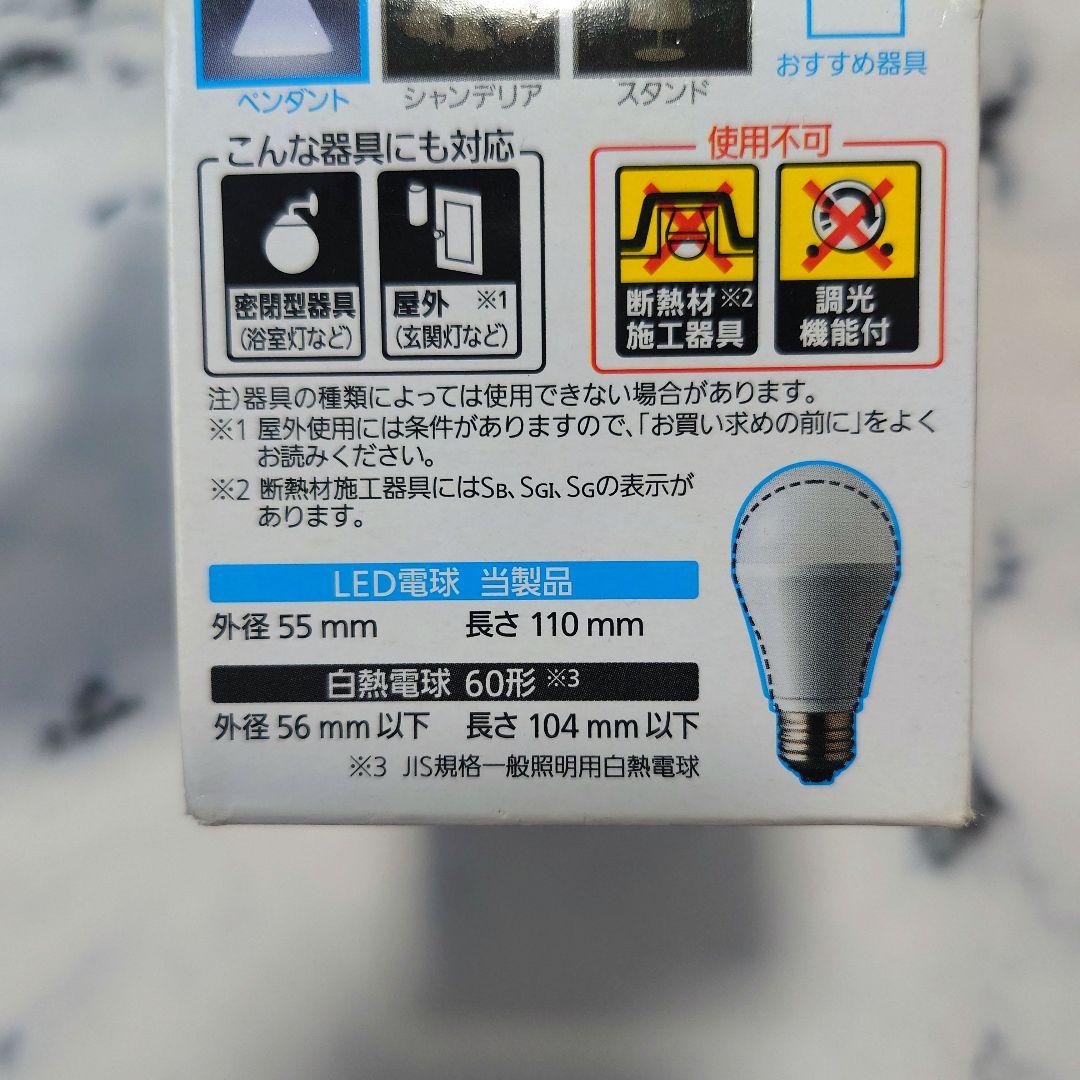 ペンダント
シャンデリア
スタンド
おすすめ器具
こんな器具にも対応
密閉型器具
(浴室灯など)
屋外 ※1
(玄関灯など)
使用不可
断熱材※2
施工器具
調光
機能付
注)器具の種類によっては使用できない場合があります。
※1 屋外使用には条件がありますので、「お買い求めの前に」をよく
お読みください。
※2 断熱材施工器具にはSB、SGI、SGの表示が
あります。
LED電球 当製品
外径 55 mm 長さ 110 mm
白熱電球 60形 ※3
外径 56 mm 以下 長さ 104 mm 以下
※3 JIS規格一般照明用白熱電球